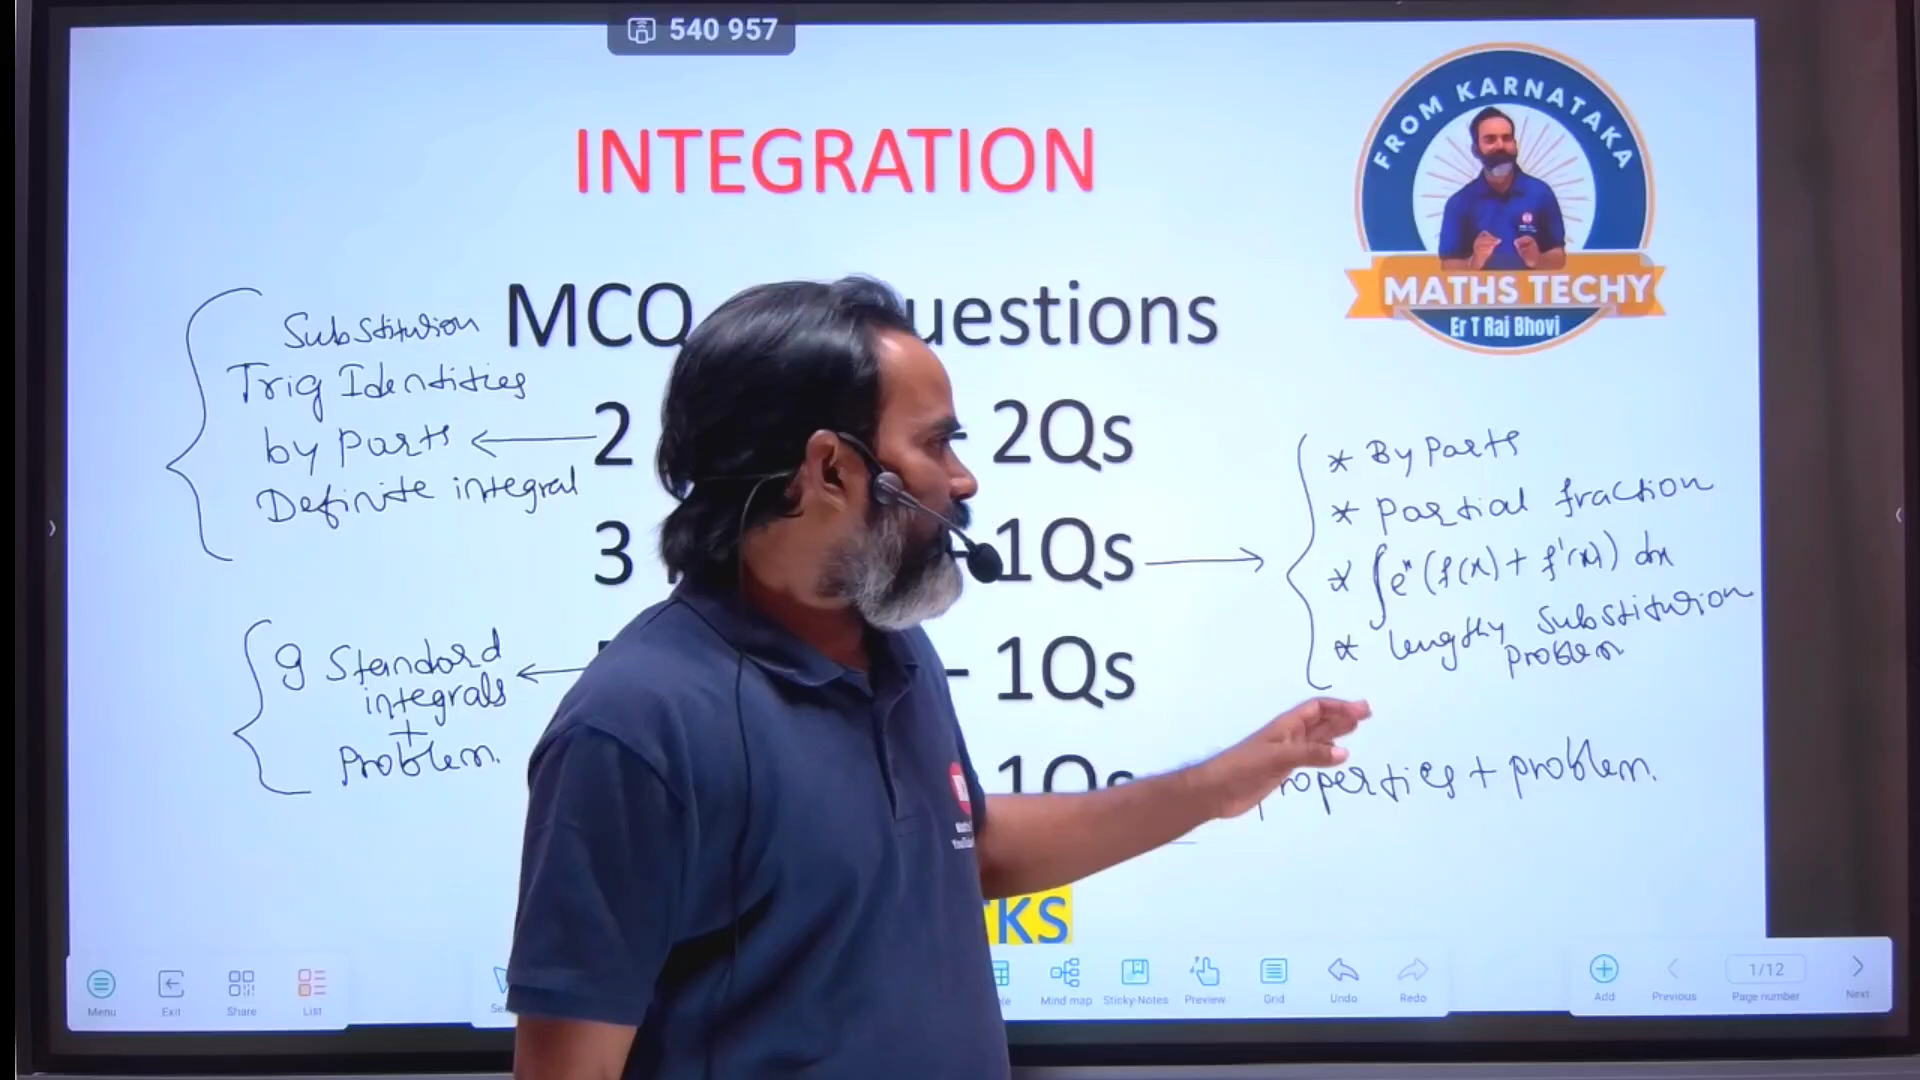 540 957
FROM KARNATAKA
MATHS TECHY
Er T Raj Bhovi
INTEGRATION
MCQ
uestions
2
2Qs
3
1Qs
1Qs
1Qs
Substitution
Trig Identities
by parts
Definite integral
9 Standard
integrals
+
Problem.
* By parts
* partial fraction
* ∫eˣ (f(x) + f'(x)) dx
* lengthy substitution
problem
roperties + problem.
RKS
Menu
Exit
Share
List
Mind map
Sticky Notes
Preview
Grid
Undo
Redo
Add
Previous
1/12
Page number
Next